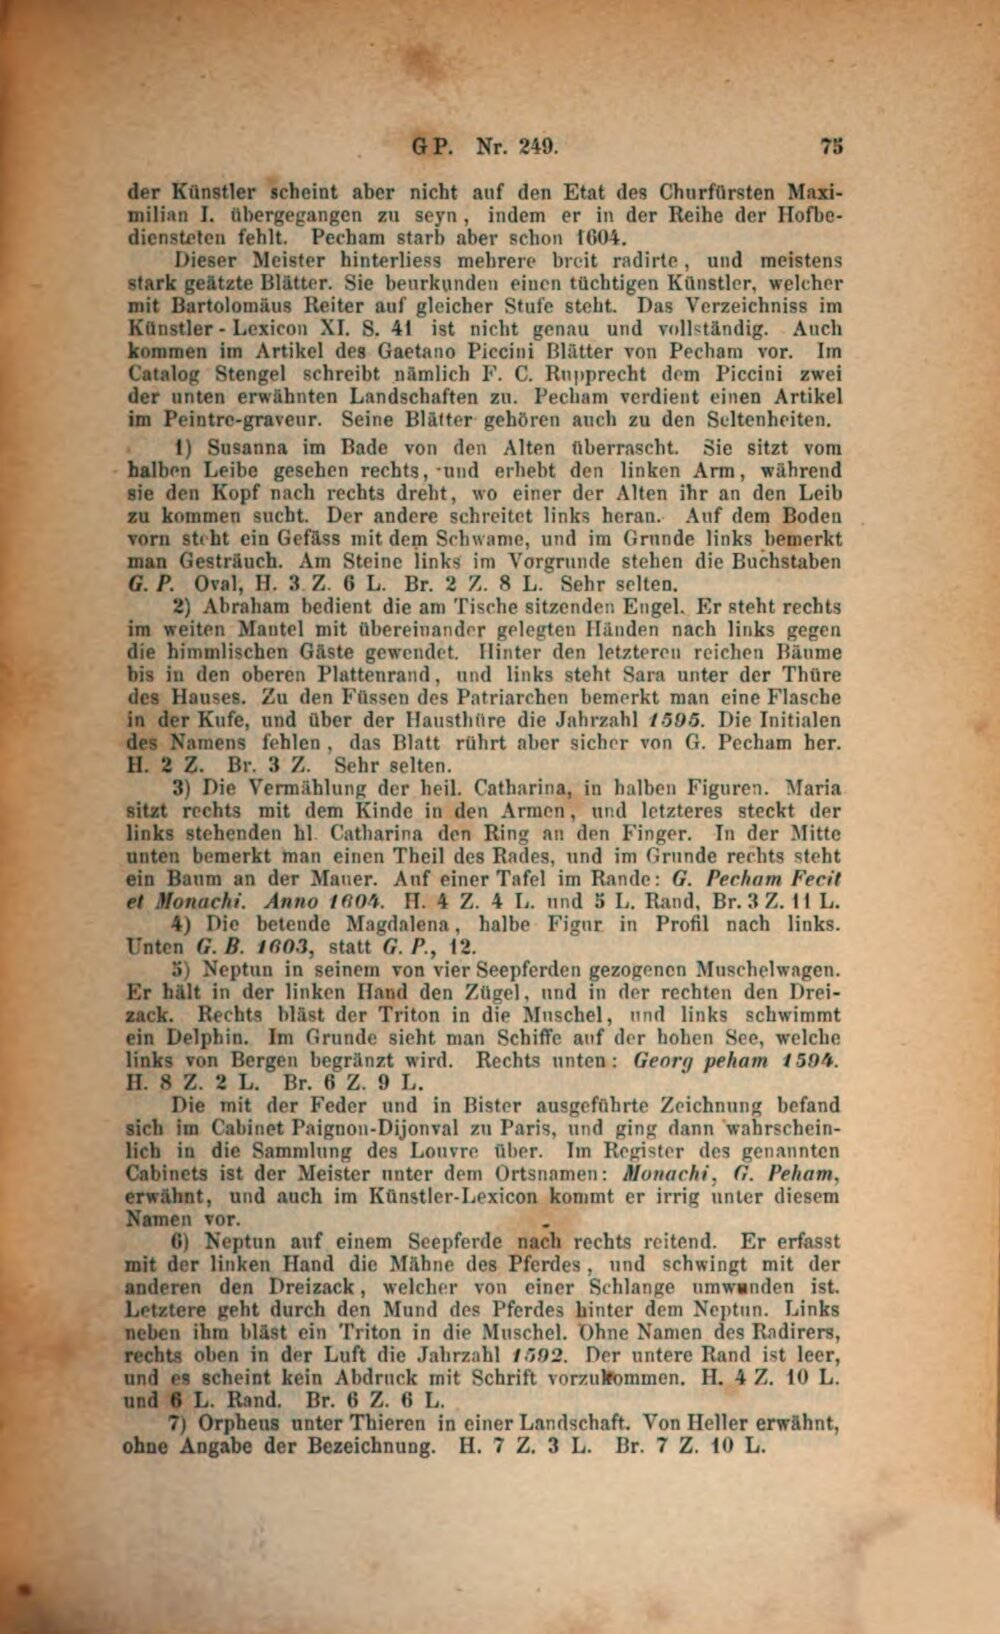 GP. Nr. 249. 75
der Künstler scheint aber nicht auf den Etat des Churfürsten Maxi-
milian I. übergegangen zu seyn, indem er in der Reihe der Hofbe-
diensteten fehlt. Pecham starb aber schon 1604.
Dieser Meister hinterliess mehrere breit radirte, und meistens
stark geätzte Blätter. Sie beurkunden einen tüchtigen Künstler, welcher
mit Bartolomäus Reiter auf gleicher Stufe steht. Das Verzeichniss im
Künstler-Lexicon XI. S. 41 ist nicht genau und vollständig. Auch
kommen im Artikel des Gaetano Piccini Blätter von Pecham vor. Im
Catalog Stengel schreibt nämlich F. C. Rupprecht dem Piccini zwei
der unten erwähnten Landschaften zu. Pecham verdient einen Artikel
im Peintre-graveur. Seine Blätter gehören auch zu den Seltenheiten.
1) Susanna im Bade von den Alten überrascht. Sie sitzt vom
halben Leibe gesehen rechts, und erhebt den linken Arm, während
sie den Kopf nach rechts dreht, wo einer der Alten ihr an den Leib
zu kommen sucht. Der andere schreitet links heran. Auf dem Boden
vorn steht ein Gefäss mit dem Schwame, und im Grunde links bemerkt
man Gesträuch. Am Steine links im Vorgrunde stehen die Buchstaben
G. P. Oval, H. 3 Z. 6 L. Br. 2 Z. 8 L. Sehr selten.
2) Abraham bedient die am Tische sitzenden Engel. Er steht rechts
im weiten Mantel mit übereinander gelegten Händen nach links gegen
die himmlischen Gäste gewendet. Hinter den letzteren reichen Bäume
bis in den oberen Plattenrand, und links steht Sara unter der Thüre
des Hauses. Zu den Füssen des Patriarchen bemerkt man eine Flasche
in der Kufe, und über der Hausthüre die Jahrzahl 1595. Die Initialen
des Namens fehlen, das Blatt rührt aber sicher von G. Pecham her.
H. 2 Z. Br. 3 Z. Sehr selten.
3) Die Vermählung der heil. Catharina, in halben Figuren. Maria
sitzt rechts mit dem Kinde in den Armen, und letzteres steckt der
links stehenden hl. Catharina den Ring an den Finger. In der Mitte
unten bemerkt man einen Theil des Rades, und im Grunde rechts steht
ein Baum an der Mauer. Auf einer Tafel im Rande: G. Pecham Fecit
et Monachi. Anno 1604. H. 4 Z. 4 L. und 5 L. Rand, Br. 3 Z. 11 L.
4) Die betende Magdalena, halbe Figur in Profil nach links.
Unten G. B. 1603, statt G. P., 12.
5) Neptun in seinem von vier Seepferden gezogenen Muschelwagen.
Er hält in der linken Hand den Zügel, und in der rechten den Drei-
zack. Rechts bläst der Triton in die Muschel, und links schwimmt
ein Delphin. Im Grunde sieht man Schiffe auf der hohen See, welche
links von Bergen begränzt wird. Rechts unten: Georg peham 1594.
H. 8 Z. 2 L. Br. 6 Z. 9 L.
Die mit der Feder und in Bister ausgeführte Zeichnung befand
sich im Cabinet Paignon-Dijonval zu Paris, und ging dann wahrschein-
lich in die Sammlung des Louvre über. Im Register des genannten
Cabinets ist der Meister unter dem Ortsnamen: Monachi, G. Peham,
erwähnt, und auch im Künstler-Lexicon kommt er irrig unter diesem
Namen vor.
6) Neptun auf einem Seepferde nach rechts reitend. Er erfasst
mit der linken Hand die Mähne des Pferdes, und schwingt mit der
anderen den Dreizack, welcher von einer Schlange umwunden ist.
Letztere geht durch den Mund des Pferdes hinter dem Neptun. Links
neben ihm bläst ein Triton in die Muschel. Ohne Namen des Radirers,
rechts oben in der Luft die Jahrzahl 1592. Der untere Rand ist leer,
und es scheint kein Abdruck mit Schrift vorzukommen. H. 4 Z. 10 L.
und 6 L. Rand. Br. 6 Z. 6 L.
7) Orpheus unter Thieren in einer Landschaft. Von Heller erwähnt,
ohne Angabe der Bezeichnung. H. 7 Z. 3 L. Br. 7 Z. 10 L.